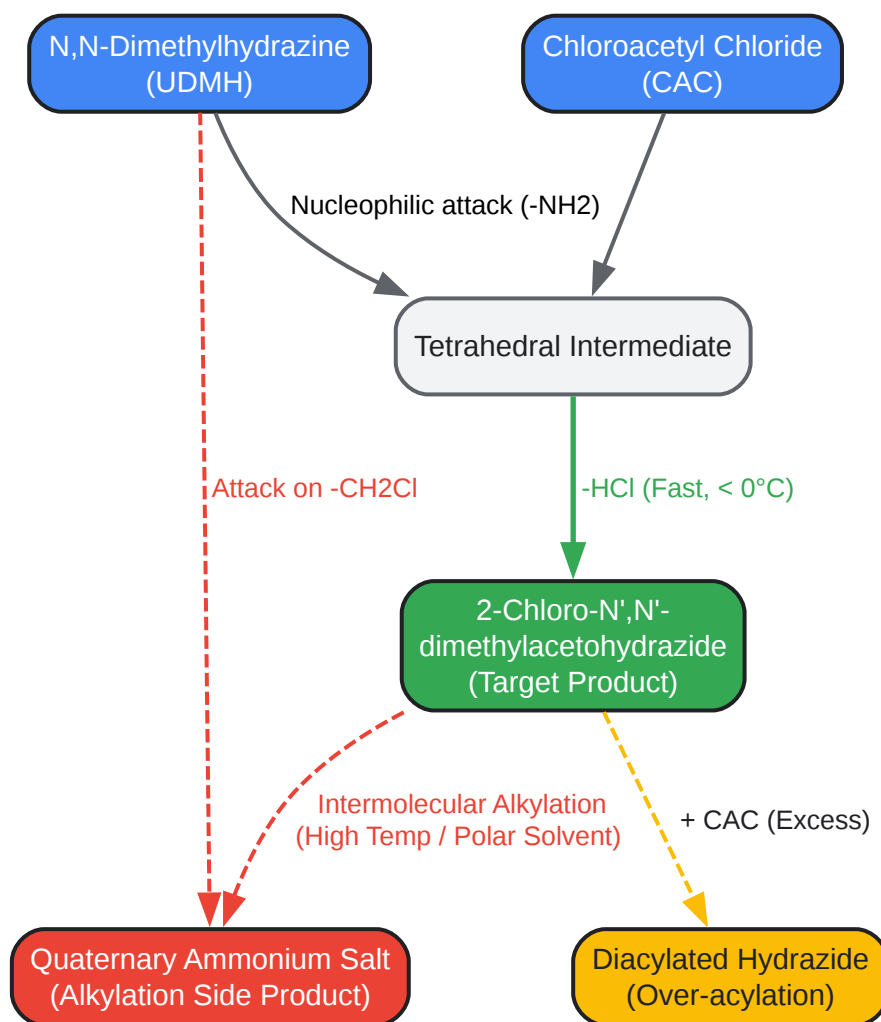 N,N-Dimethylhydrazine
(UDMH)
Chloroacetyl Chloride
(CAC)
Nucleophilic attack (-NH2)
Tetrahedral Intermediate
Attack on -CH2Cl
-HCl (Fast, < 0°C)
2-Chloro-N',N'-
dimethylacetohydrazide
(Target Product)
Intermolecular Alkylation
(High Temp / Polar Solvent)
+ CAC (Excess)
Quaternary Ammonium Salt
(Alkylation Side Product)
Diacylated Hydrazide
(Over-acylation)